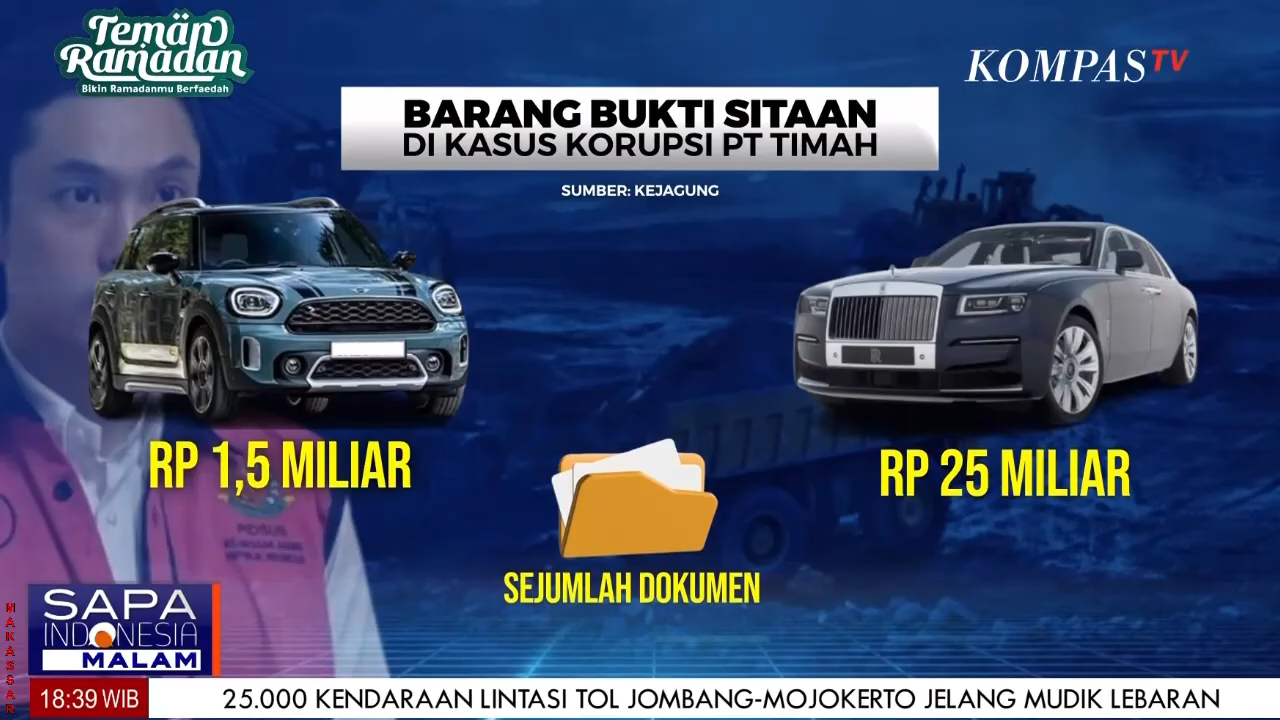 Temän
Ramadan
Bikin Ramadanmu Berfaedah
KOMPAS TV
BARANG BUKTI SITAAN
DI KASUS KORUPSI PT TIMAH
SUMBER: KEJAGUNG
RP 1,5 MILIAR
RP 25 MILIAR
SEJUMLAH DOKUMEN
SAPA
INDONESIA
MALAM
MAKASSAR
18:39 WIB
25.000 KENDARAAN LINTASI TOL JOMBANG-MOJOKERTO JELANG MUDIK LEBARAN